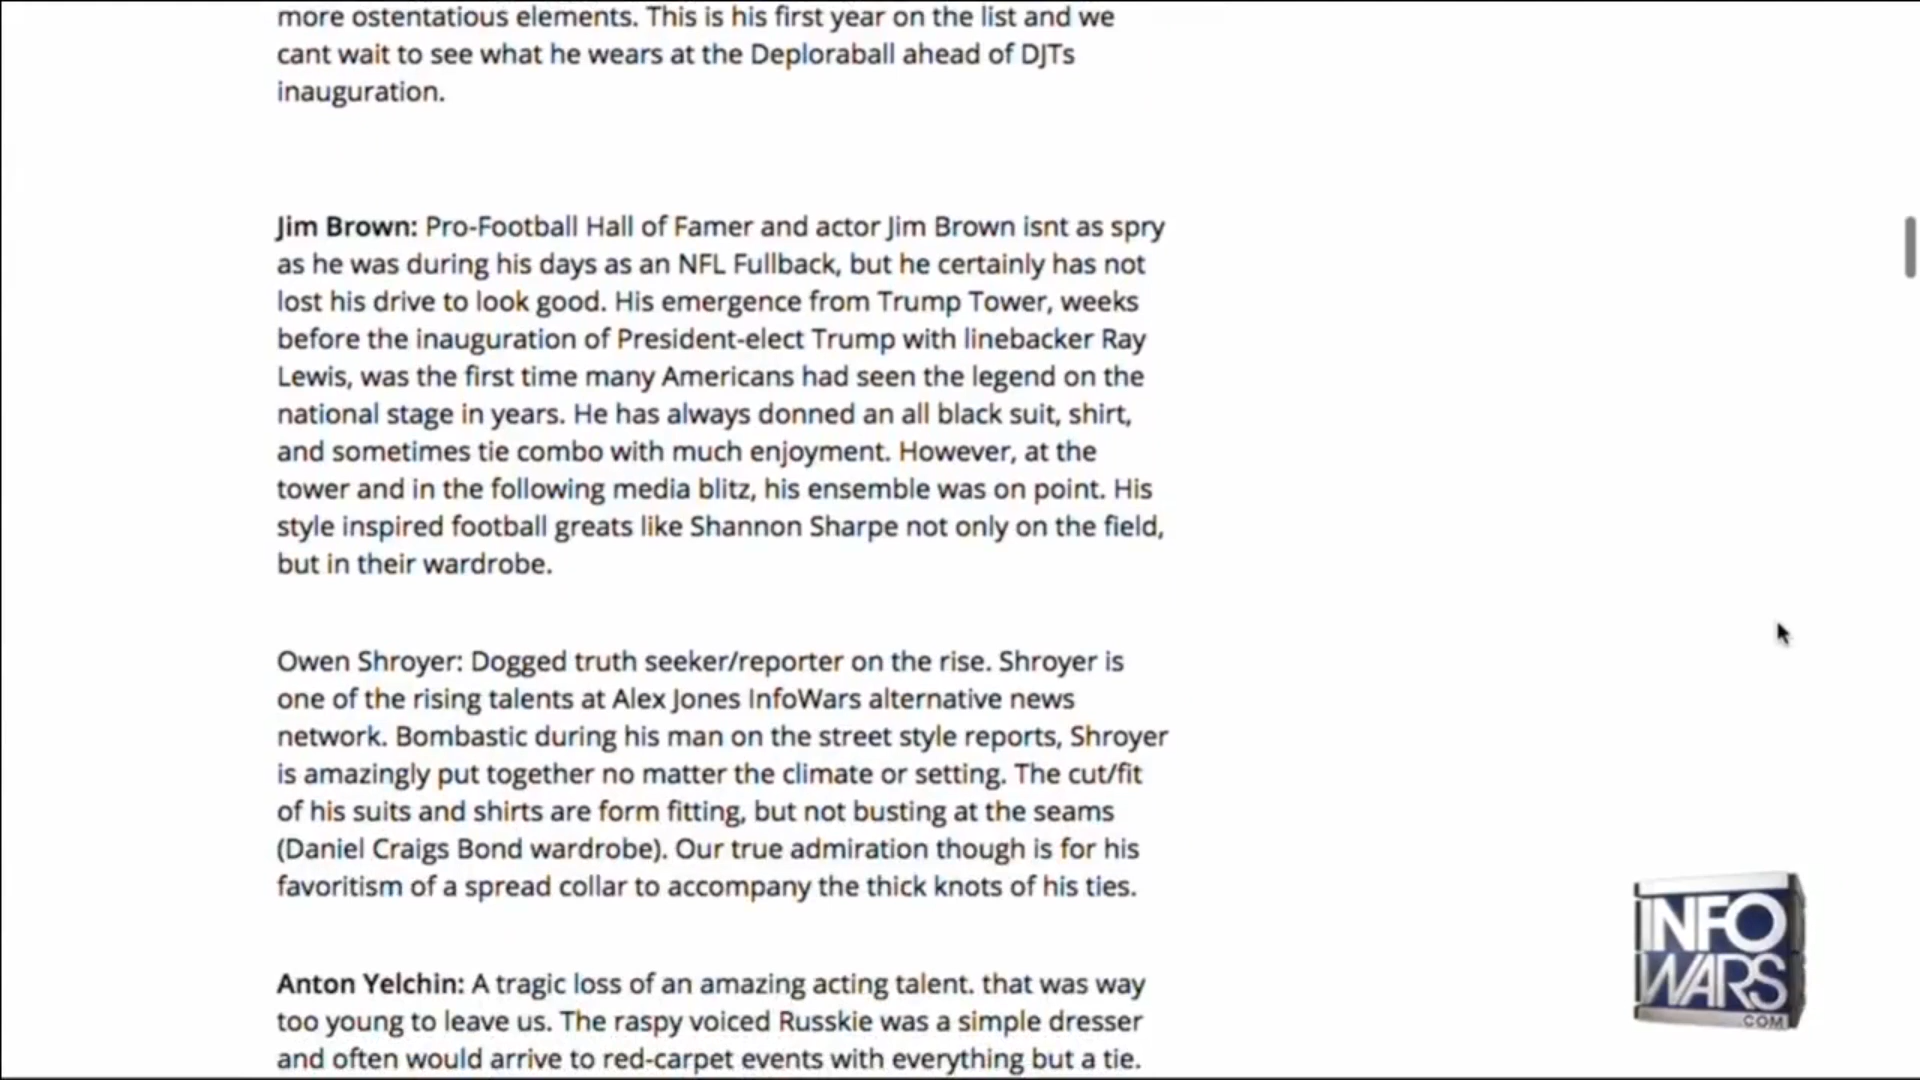 more ostentatious elements. This is his first year on the list and we
cant wait to see what he wears at the Deploraball ahead of DJTs
inauguration.
Jim Brown: Pro-Football Hall of Famer and actor Jim Brown isnt as spry
as he was during his days as an NFL Fullback, but he certainly has not
lost his drive to look good. His emergence from Trump Tower, weeks
before the inauguration of President-elect Trump with linebacker Ray
Lewis, was the first time many Americans had seen the legend on the
national stage in years. He has always donned an all black suit, shirt,
and sometimes tie combo with much enjoyment. However, at the
tower and in the following media blitz, his ensemble was on point. His
style inspired football greats like Shannon Sharpe not only on the field,
but in their wardrobe.
Owen Shroyer: Dogged truth seeker/reporter on the rise. Shroyer is
one of the rising talents at Alex Jones InfoWars alternative news
network. Bombastic during his man on the street style reports, Shroyer
is amazingly put together no matter the climate or setting. The cut/fit
of his suits and shirts are form fitting, but not busting at the seams
(Daniel Craigs Bond wardrobe). Our true admiration though is for his
favoritism of a spread collar to accompany the thick knots of his ties.
Anton Yelchin: A tragic loss of an amazing acting talent. that was way
too young to leave us. The raspy voiced Russkie was a simple dresser
and often would arrive to red-carpet events with everything but a tie.
INFO
WARS
.COM